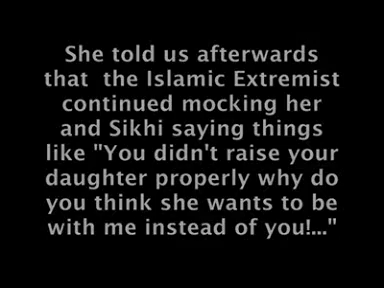 She told us afterwards
that  the Islamic Extremist
continued mocking her
and Sikhi saying things
like "You didn't raise your
daughter properly why do
you think she wants to be
with me instead of you!..."